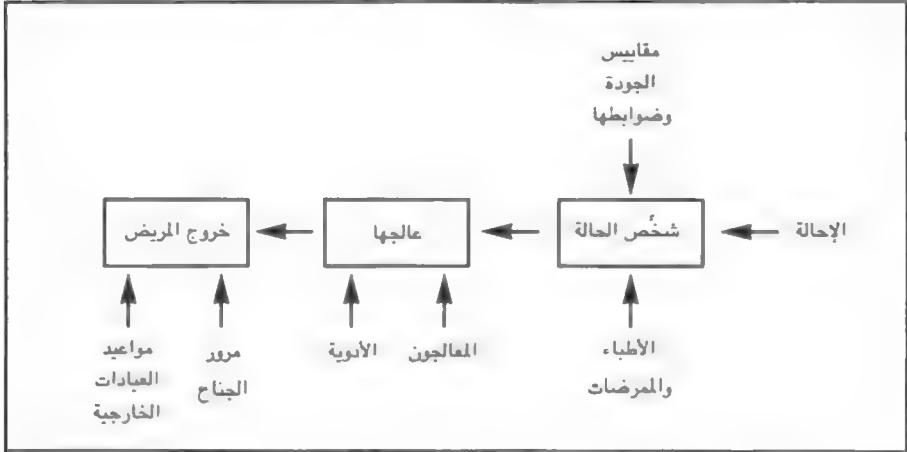 مقاييس
الجودة
وضوابطها
الإحالة
شخَّص الحالة
عالجها
خروج المريض
الأطباء
والممرضات
المعالجون
الأدوية
مرور
الجناح
مواعيد
العيادات
الخارجية